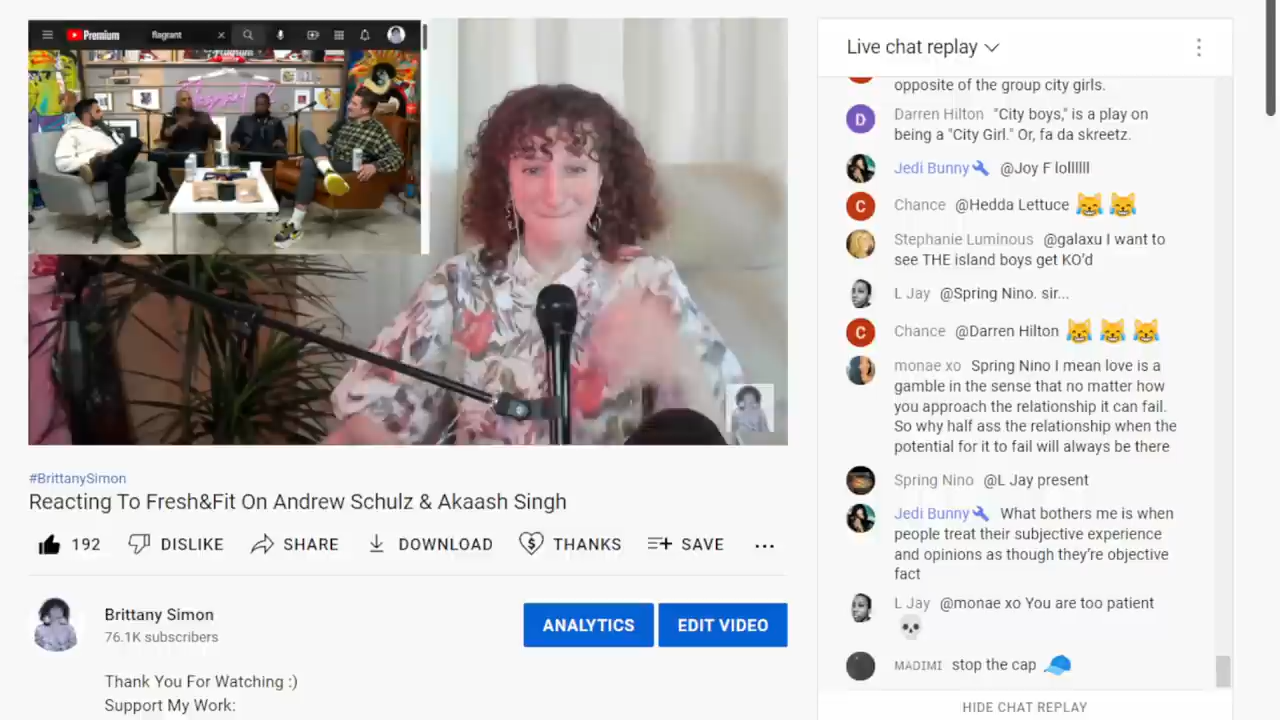 Premium
flagrant
Flagrant
#BrittanySimon
Reacting To Fresh&Fit On Andrew Schulz & Akaash Singh
192
DISLIKE
SHARE
DOWNLOAD
THANKS
SAVE
Brittany Simon
76.1K subscribers
ANALYTICS
EDIT VIDEO
Thank You For Watching :)
Support My Work:
Live chat replay
opposite of the group city girls.
D
Darren Hilton "City boys," is a play on
being a "City Girl." Or, fa da skreetz.
Jedi Bunny @Joy F lollllll
C
Chance @Hedda Lettuce
Stephanie Luminous @galaxu I want to
see THE island boys get KO'd
L Jay @Spring Nino. sir...
C
Chance @Darren Hilton
monae xo Spring Nino I mean love is a
gamble in the sense that no matter how
you approach the relationship it can fail.
So why half ass the relationship when the
potential for it to fail will always be there
Spring Nino @L Jay present
Jedi Bunny What bothers me is when
people treat their subjective experience
and opinions as though they're objective
fact
L Jay @monae xo You are too patient
MADIMI stop the cap
HIDE CHAT REPLAY